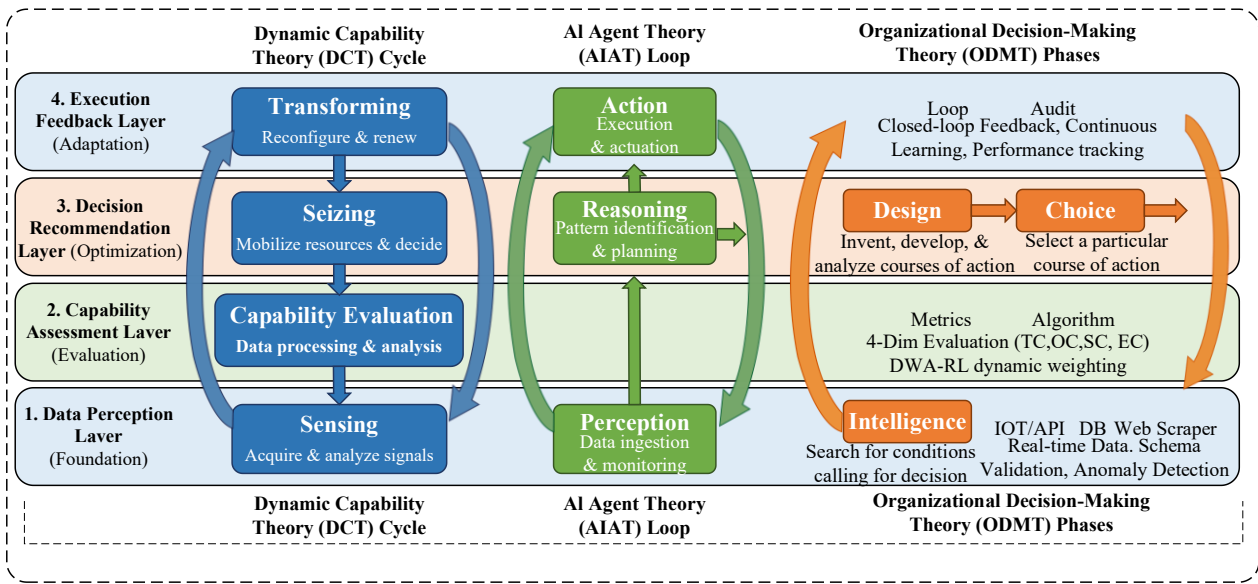 Dynamic Capability
Theory (DCT) Cycle
Al Agent Theory
(AIAT) Loop
Organizational Decision-Making
Theory (ODMT) Phases
4. Execution
Feedback Layer
(Adaptation)
Transforming
Reconfigure & renew
Action
Execution
& actuation
Loop Audit
Closed-loop Feedback, Continuous
Learning, Performance tracking
3. Decision
Recommendation
Layer (Optimization)
Seizing
Mobilize resources & decide
Reasoning
Pattern identification
& planning
Design
Invent, develop, &
analyze courses of action
Choice
Select a particular
course of action
2. Capability
Assessment Layer
(Evaluation)
Capability Evaluation
Data processing & analysis
Metrics Algorithm
4-Dim Evaluation (TC,OC,SC, EC)
DWA-RL dynamic weighting
1. Data Perception
Layer
(Foundation)
Sensing
Acquire & analyze signals
Perception
Data ingestion
& monitoring
Intelligence
Search for conditions
calling for decision
IOT/API DB Web Scraper
Real-time Data. Schema
Validation, Anomaly Detection
Dynamic Capability
Theory (DCT) Cycle
Al Agent Theory
(AIAT) Loop
Organizational Decision-Making
Theory (ODMT) Phases